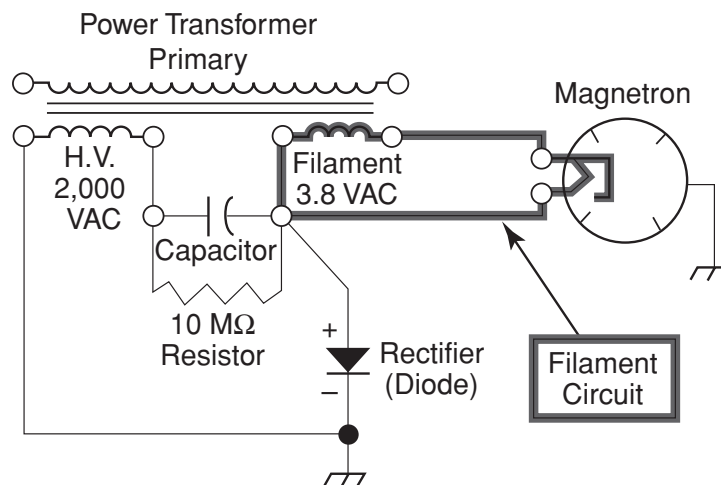 Power Transformer
Primary
Magnetron
H.V.
2,000
VAC
Filament
3.8 VAC
Capacitor
10 MΩ
Resistor
+
Rectifier
(Diode)
–
Filament
Circuit